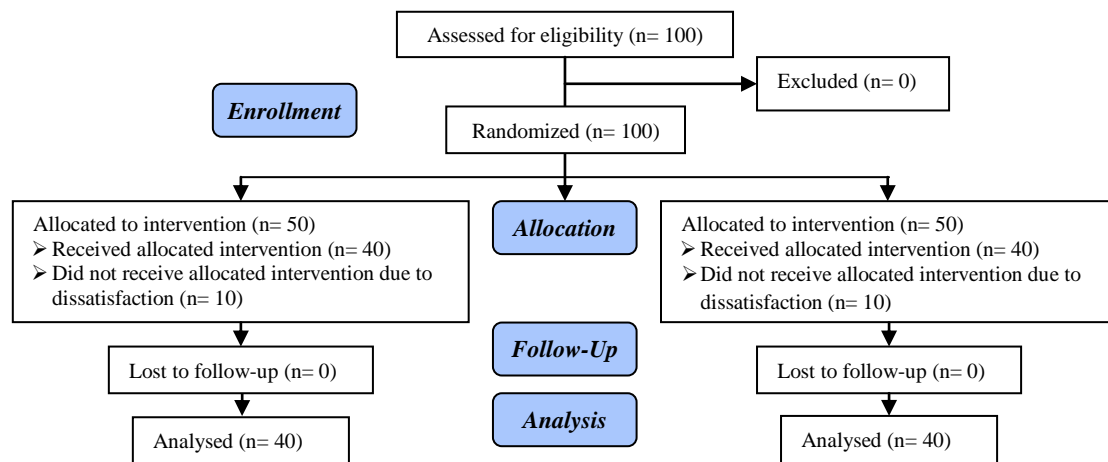 Assessed for eligibility (n= 100)
Excluded (n= 0)
Enrollment
Randomized (n= 100)
Allocated to intervention (n= 50)
➢ Received allocated intervention (n= 40)
➢ Did not receive allocated intervention due to
dissatisfaction (n= 10)
Allocation
Allocated to intervention (n= 50)
➢ Received allocated intervention (n= 40)
➢ Did not receive allocated intervention due to
dissatisfaction (n= 10)
Lost to follow-up (n= 0)
Follow-Up
Lost to follow-up (n= 0)
Analysed (n= 40)
Analysis
Analysed (n= 40)